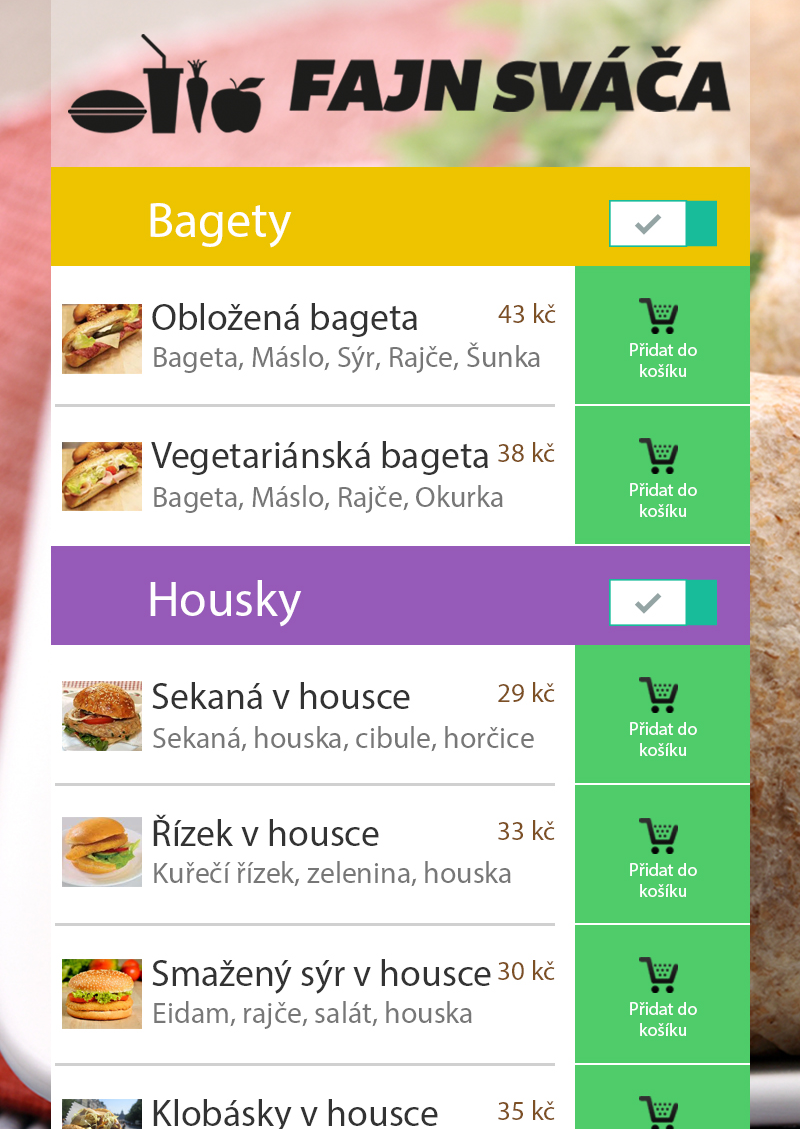 FAJN SVÁČA
Bagety
Obložená bageta 43 kč
Bageta, Máslo, Sýr, Rajče, Šunka
Přidat do
košíku
Vegetariánská bageta 38 kč
Bageta, Máslo, Rajče, Okurka
Přidat do
košíku
Housky
Sekaná v housce 29 kč
Sekaná, houska, cibule, horčice
Přidat do
košíku
Řízek v housce 33 kč
Kuřečí řízek, zelenina, houska
Přidat do
košíku
Smažený sýr v housce 30 kč
Eidam, rajče, salát, houska
Přidat do
košíku
Klobásky v housce 35 kč